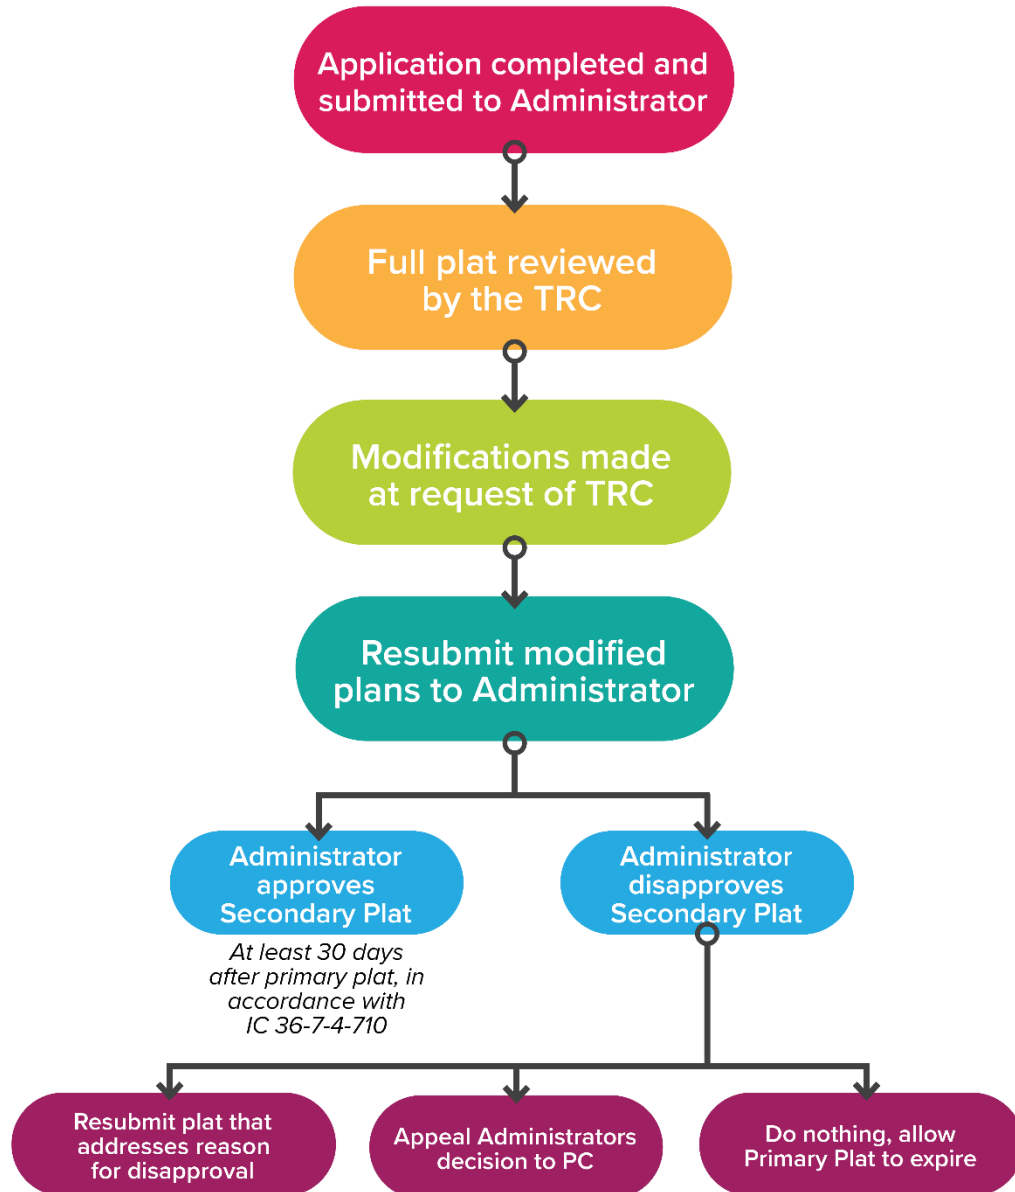 Application completed and
submitted to Administrator
Full plat reviewed
by the TRC
Modifications made
at request of TRC
Resubmit modified
plans to Administrator
Administrator
approves
Secondary Plat
At least 30 days
after primary plat, in
accordance with
IC 36-7-4-710
Administrator
disapproves
Secondary Plat
Resubmit plat that
addresses reason
for disapproval
Appeal Administrators
decision to PC
Do nothing, allow
Primary Plat to expire